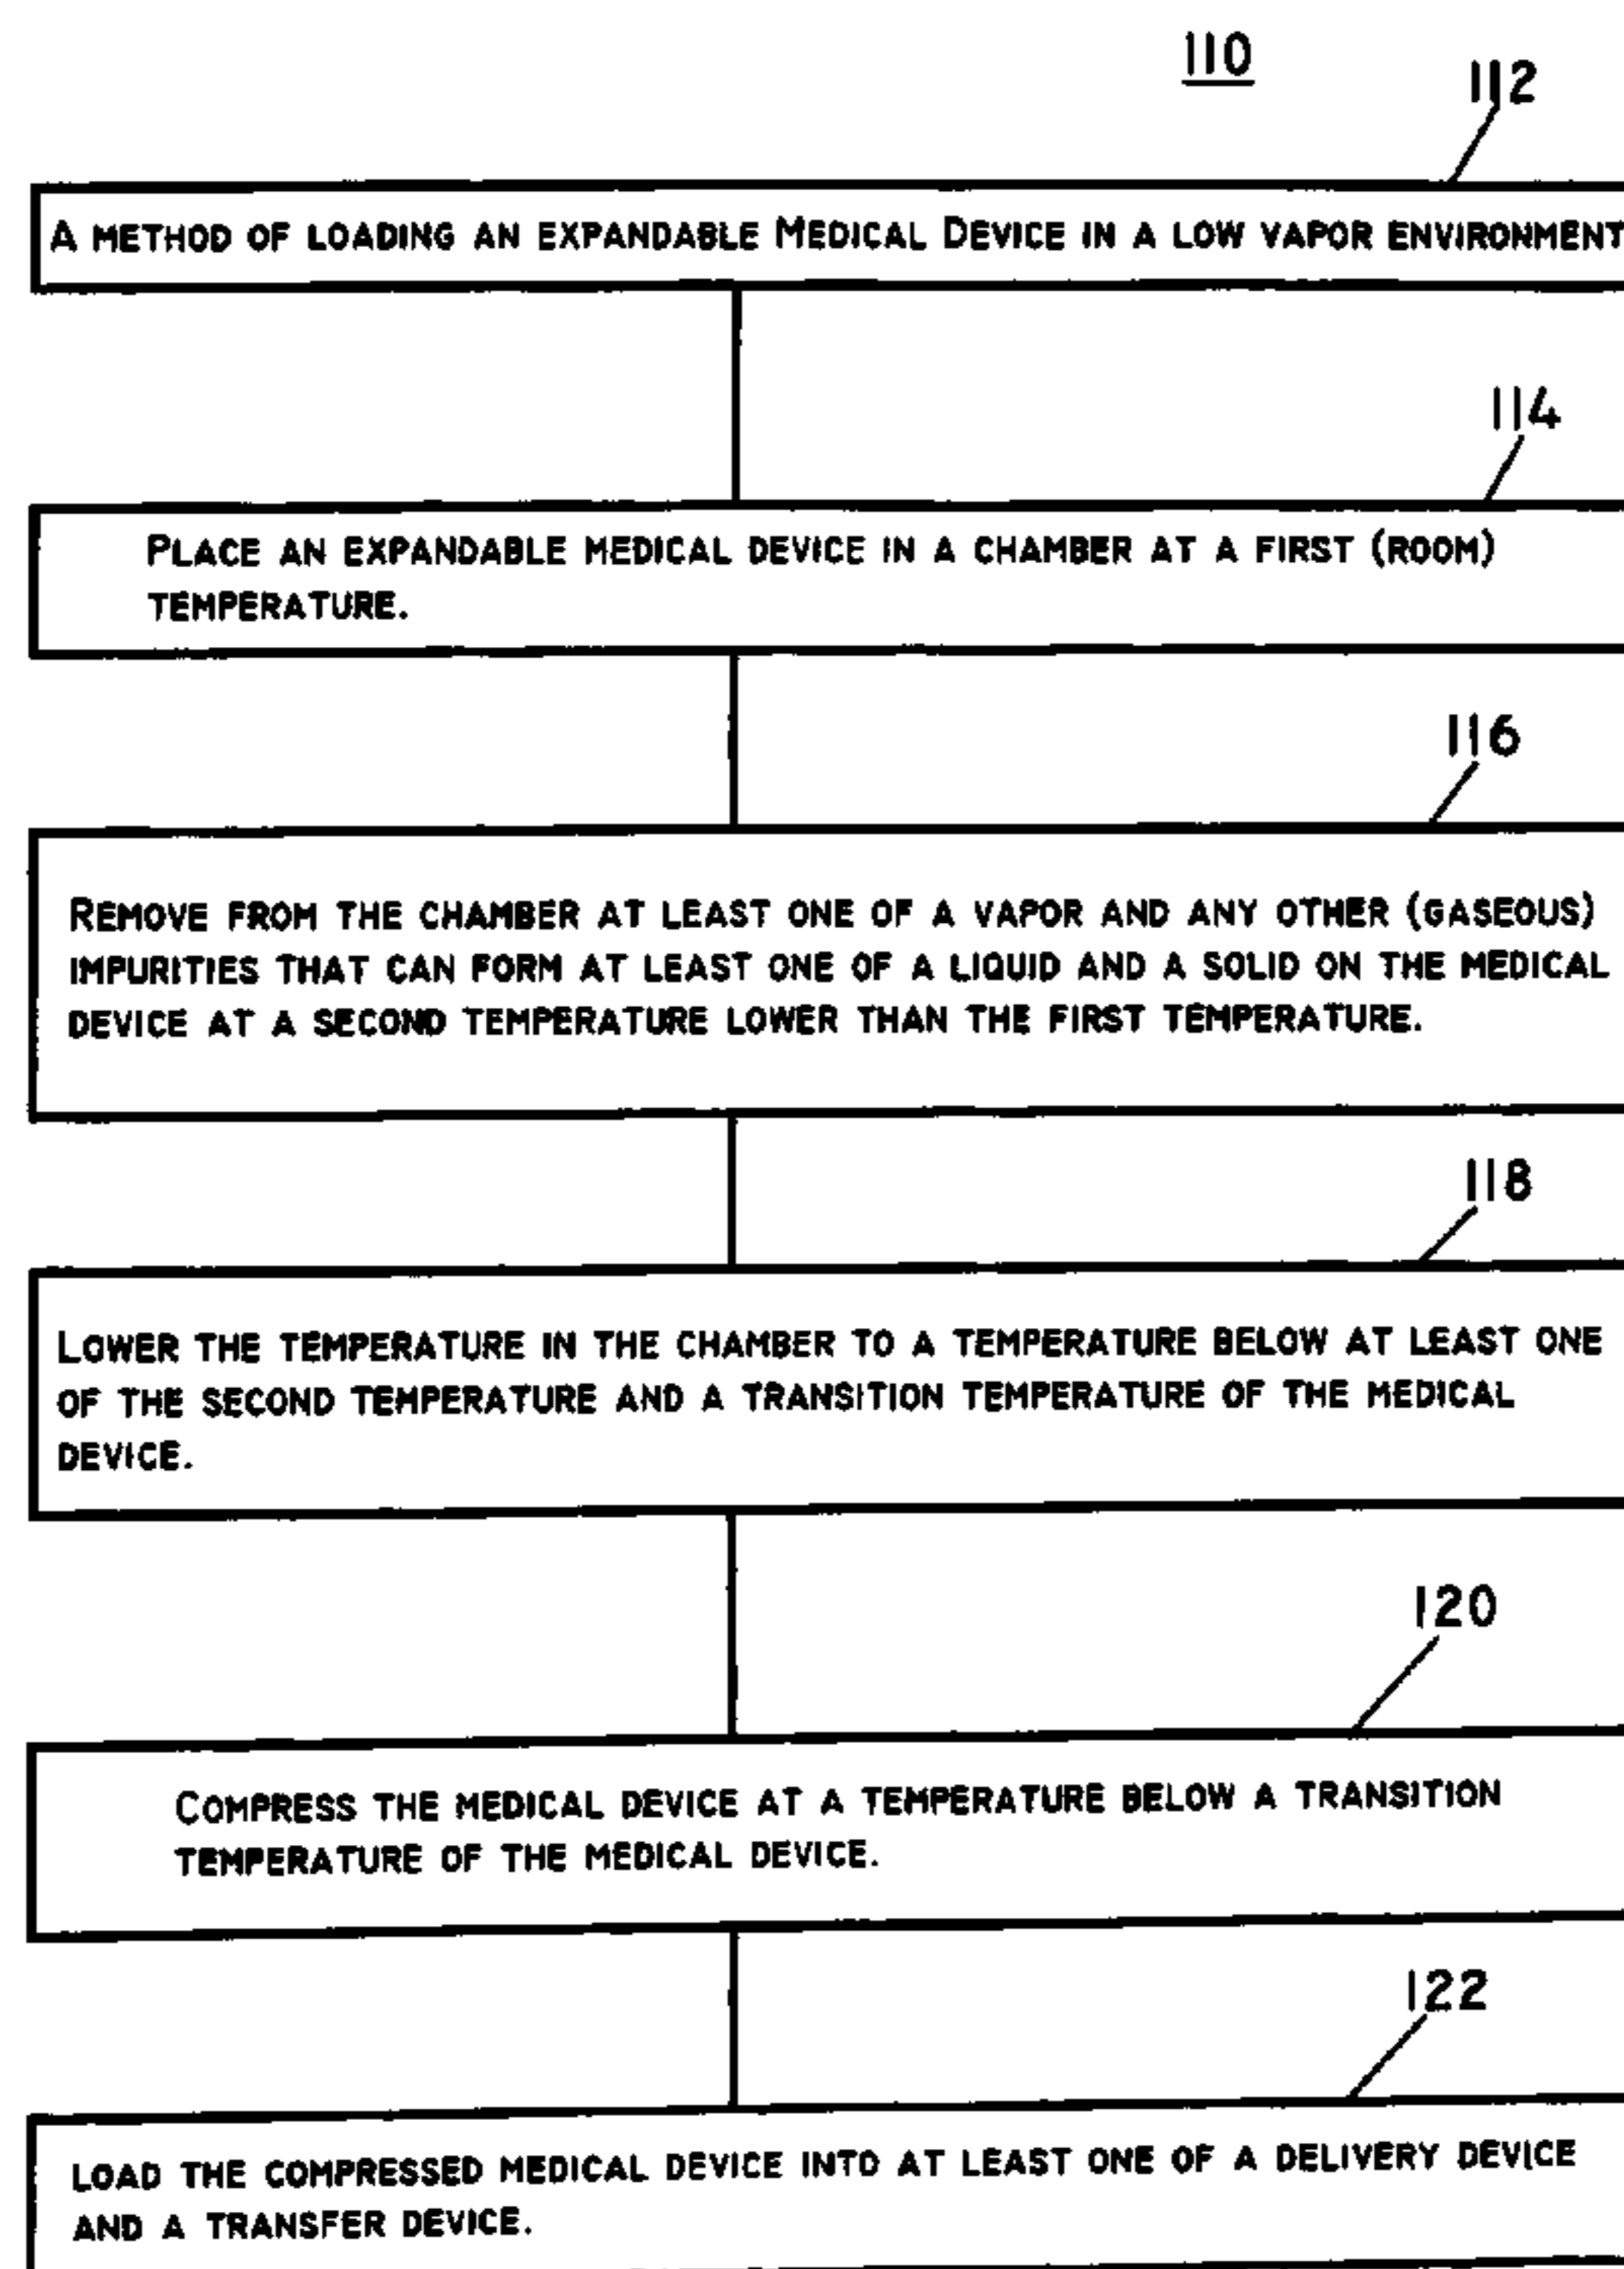 110
112
A METHOD OF LOADING AN EXPANDABLE MEDICAL DEVICE IN A LOW VAPOR ENVIRONMENT
114
PLACE AN EXPANDABLE MEDICAL DEVICE IN A CHAMBER AT A FIRST (ROOM)
TEMPERATURE.
116
REMOVE FROM THE CHAMBER AT LEAST ONE OF A VAPOR AND ANY OTHER (GASEOUS)
IMPURITIES THAT CAN FORM AT LEAST ONE OF A LIQUID AND A SOLID ON THE MEDICAL
DEVICE AT A SECOND TEMPERATURE LOWER THAN THE FIRST TEMPERATURE.
118
LOWER THE TEMPERATURE IN THE CHAMBER TO A TEMPERATURE BELOW AT LEAST ONE
OF THE SECOND TEMPERATURE AND A TRANSITION TEMPERATURE OF THE MEDICAL
DEVICE.
120
COMPRESS THE MEDICAL DEVICE AT A TEMPERATURE BELOW A TRANSITION
TEMPERATURE OF THE MEDICAL DEVICE.
122
LOAD THE COMPRESSED MEDICAL DEVICE INTO AT LEAST ONE OF A DELIVERY DEVICE
AND A TRANSFER DEVICE.